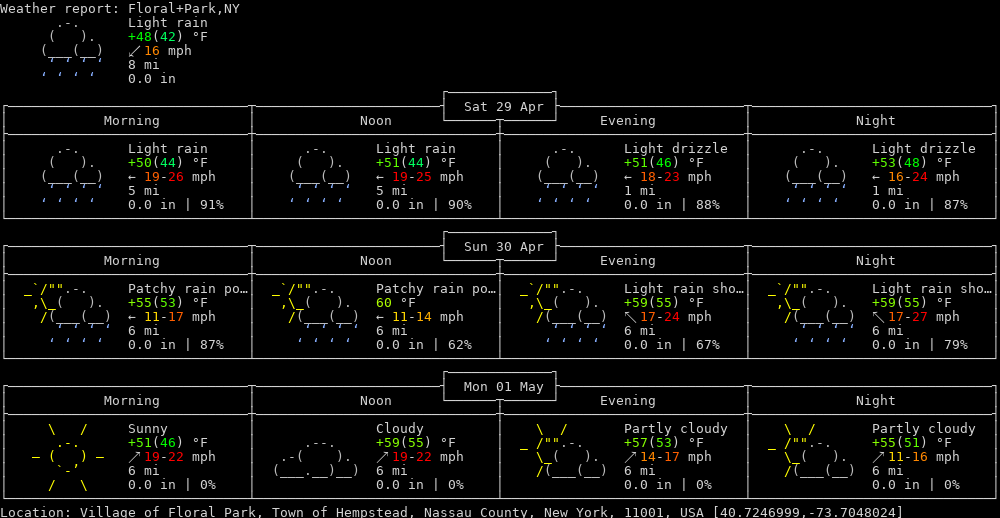 Weather report: Floral+Park,NY
Light rain
+48(42) °F
↙ 16 mph
8 mi
0.0 in
Sat 29 Apr
Morning Noon Evening Night
Light rain Light rain Light drizzle Light drizzle
+50(44) °F +51(44) °F +51(46) °F +53(48) °F
← 19-26 mph ← 19-25 mph ← 18-23 mph ← 16-24 mph
5 mi 5 mi 1 mi 1 mi
0.0 in | 91% 0.0 in | 90% 0.0 in | 88% 0.0 in | 87%
Sun 30 Apr
Morning Noon Evening Night
Patchy rain po… Patchy rain po… Light rain sho… Light rain sho…
+55(53) °F 60 °F +59(55) °F +59(55) °F
← 11-17 mph ← 11-14 mph ↖ 17-24 mph ↖ 17-27 mph
6 mi 6 mi 6 mi 6 mi
0.0 in | 87% 0.0 in | 62% 0.0 in | 67% 0.0 in | 79%
Mon 01 May
Morning Noon Evening Night
Sunny Cloudy Partly cloudy Partly cloudy
+51(46) °F +59(55) °F +57(53) °F +55(51) °F
↗ 19-22 mph ↗ 19-22 mph ↗ 14-17 mph ↗ 11-16 mph
6 mi 6 mi 6 mi 6 mi
0.0 in | 0% 0.0 in | 0% 0.0 in | 0% 0.0 in | 0%
Location: Village of Floral Park, Town of Hempstead, Nassau County, New York, 11001, USA [40.7246999,-73.7048024]